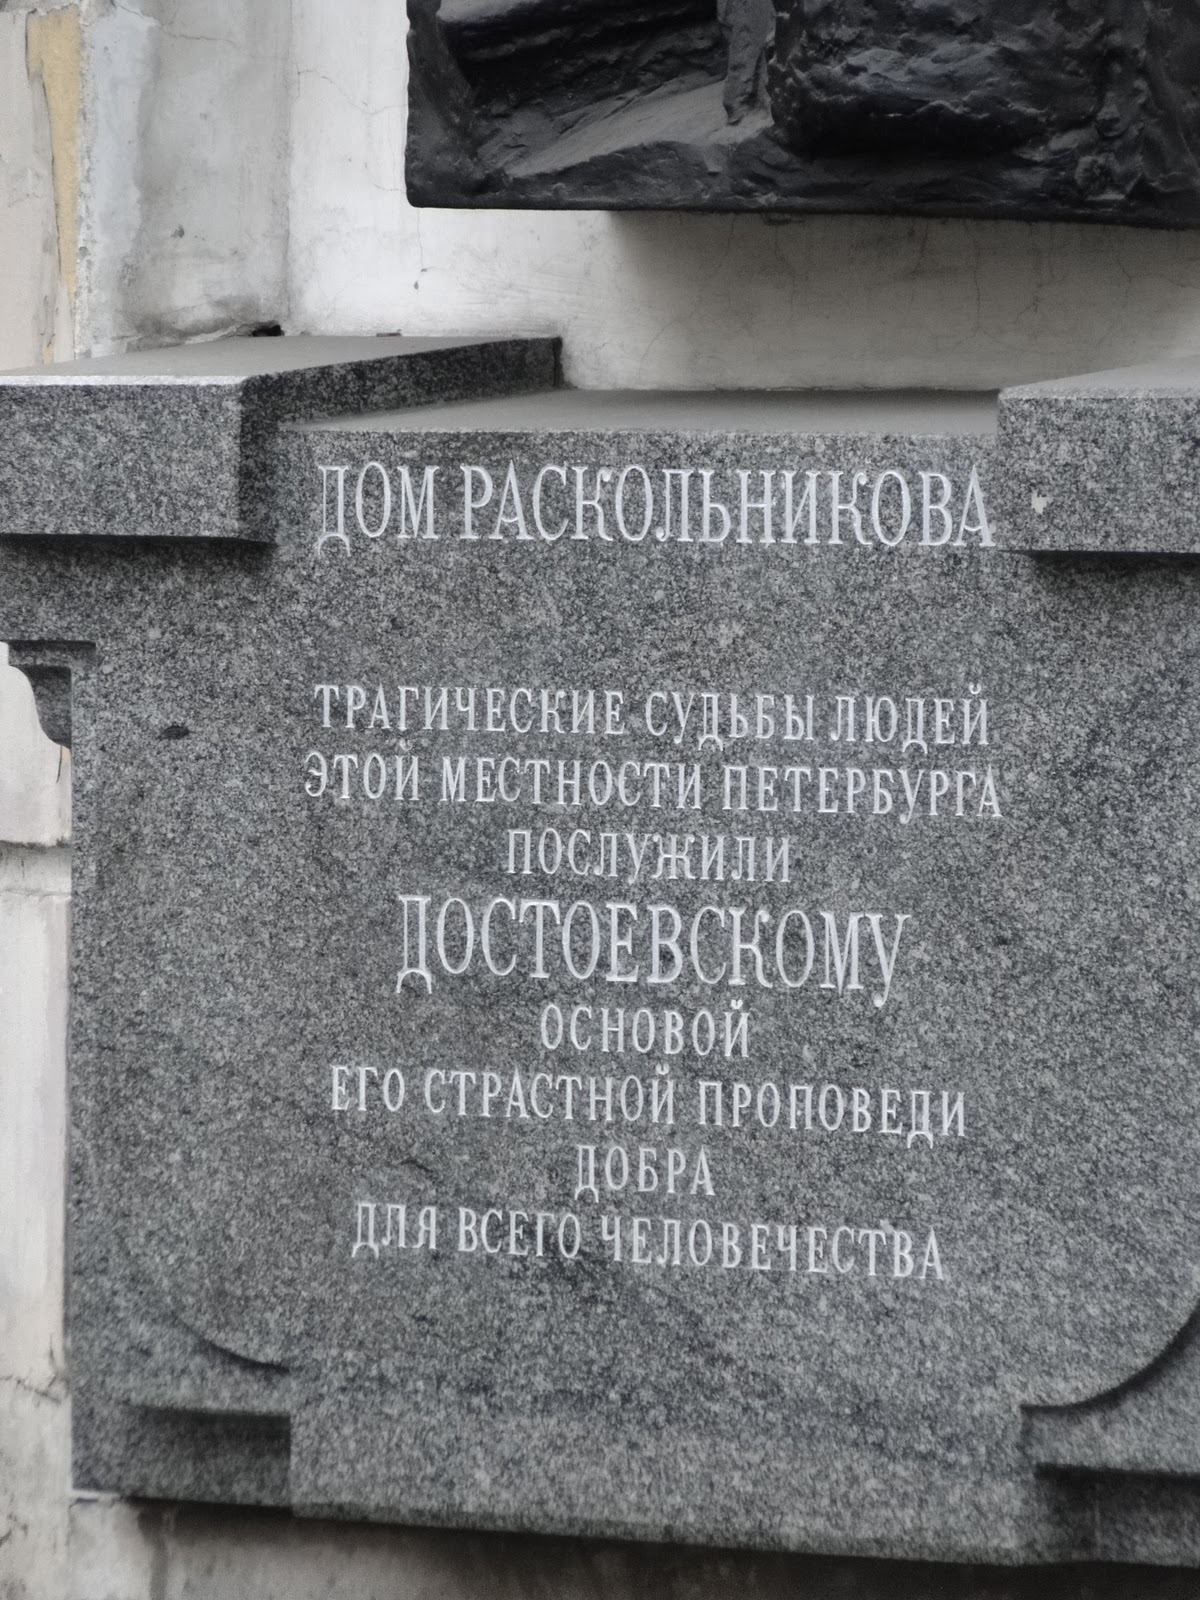 ДОМ РАСКОЛЬНИКОВА
ТРАГИЧЕСКИЕ СУДЬБЫ ЛЮДЕЙ
ЭТОЙ МЕСТНОСТИ ПЕТЕРБУРГА
ПОСЛУЖИЛИ
ДОСТОЕВСКОМУ
ОСНОВОЙ
ЕГО СТРАСТНОЙ ПРОПОВЕДИ
ДОБРА
ДЛЯ ВСЕГО ЧЕЛОВЕЧЕСТВА